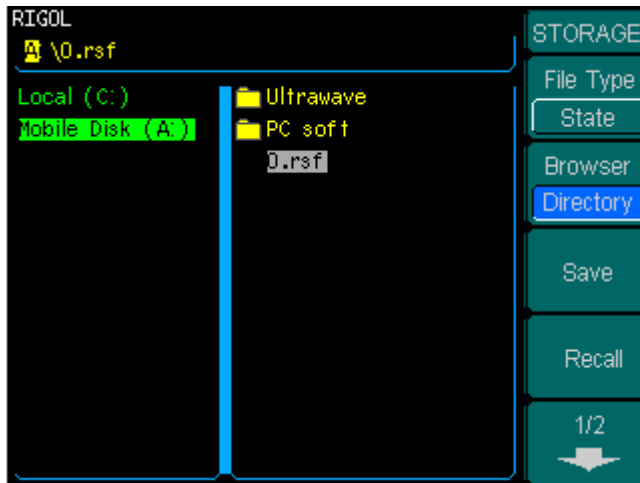 RIGOL
A: \0.rsf
Local (C:)
Mobile Disk (A:)
Ultrawave
PC soft
0.rsf
STORAGE
File Type
State
Browser
Directory
Save
Recall
1/2